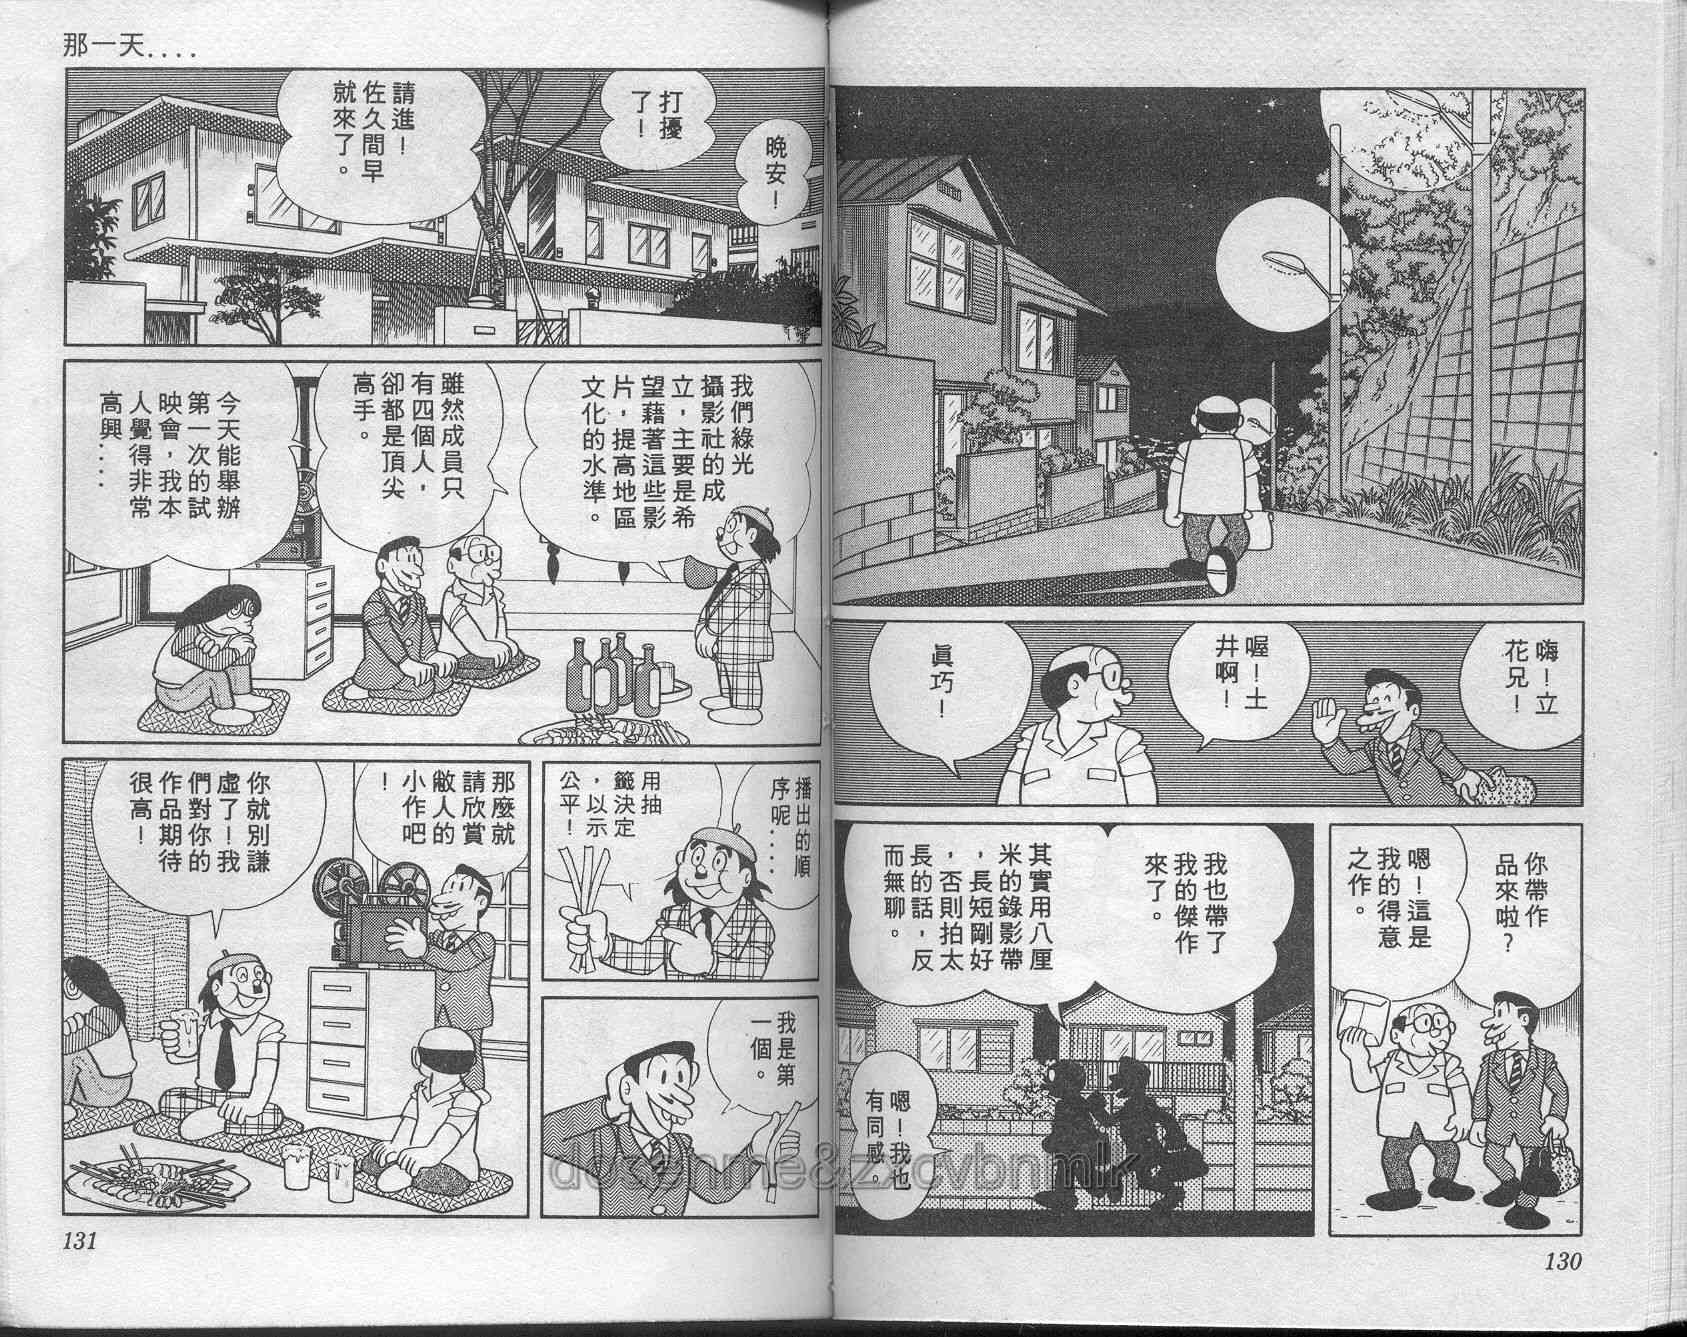 嗨！立
花兄！
喔！土
井啊！
眞巧！
你帶作
品來啦？
嗯！這是
我的得意
之作。
我也帶了
我的傑作
來了。
其實用八厘
米的錄影帶
，長短剛好
，否則拍太
長的話，反
而無聊。
嗯！我也
有同感。
130
那一天....
晚安！
打擾
了！
請進！
佐久間早
就來了。
我們綠光
攝影社的成
立，主要是希
望藉著這些影
片，提高地區
文化的水準。
雖然成員只
有四個人，
卻都是頂尖
高手。
今天能舉辦
第一次的試
映會，我本
人覺得非常
高興....
播出的順
序呢....
用抽
籤決定
，以示
公平！
我是第
一個。
那麼就
請欣賞
敝人的
小作吧
！
你就別謙
虛了！我
們對你的
作品期待
很高！
131
dosenme&zxcvbnmlk